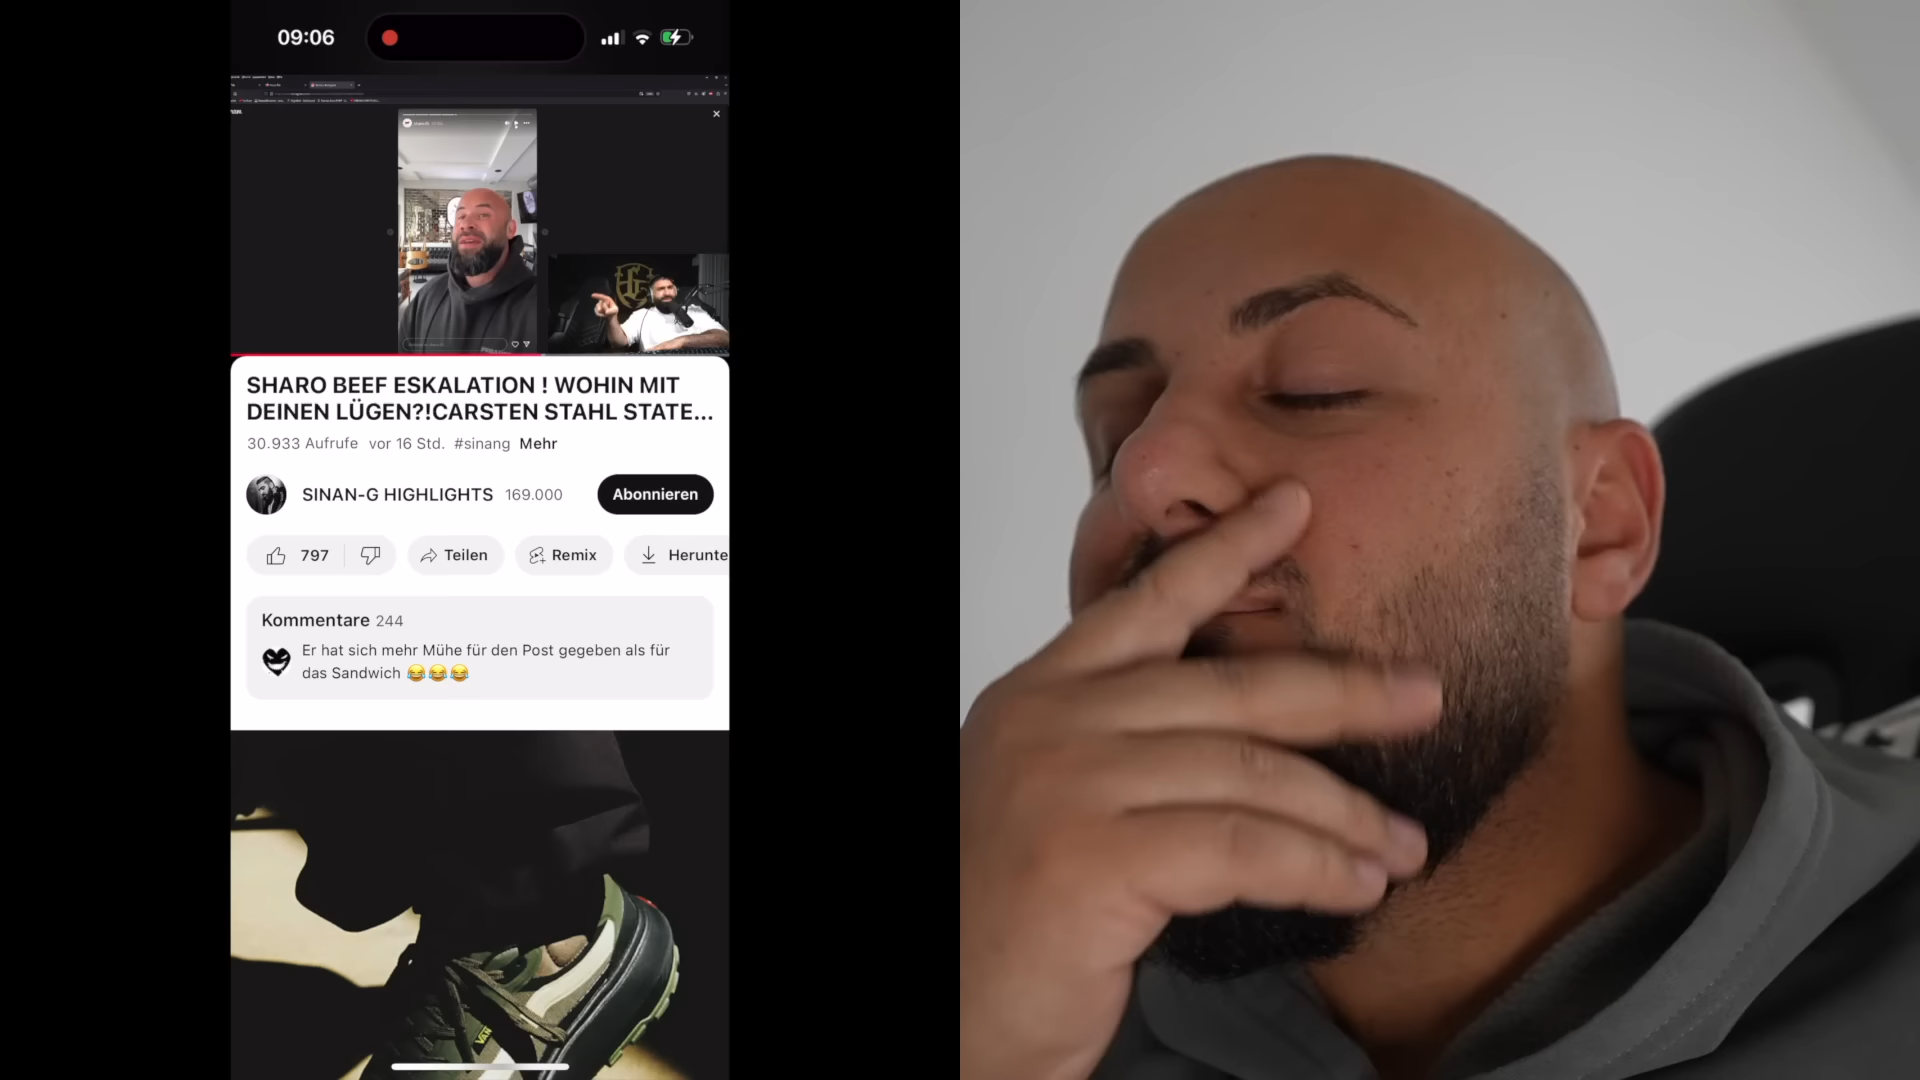 09:06
SHARO BEEF ESKALATION ! WOHIN MIT
DEINEN LÜGEN?!CARSTEN STAHL STATE...
30.933 Aufrufe vor 16 Std. #sinang Mehr
SINAN-G HIGHLIGHTS 169.000
Abonnieren
797
Teilen
Remix
Herunte
Kommentare 244
Er hat sich mehr Mühe für den Post gegeben als für
das Sandwich 😂😂😂
VAN